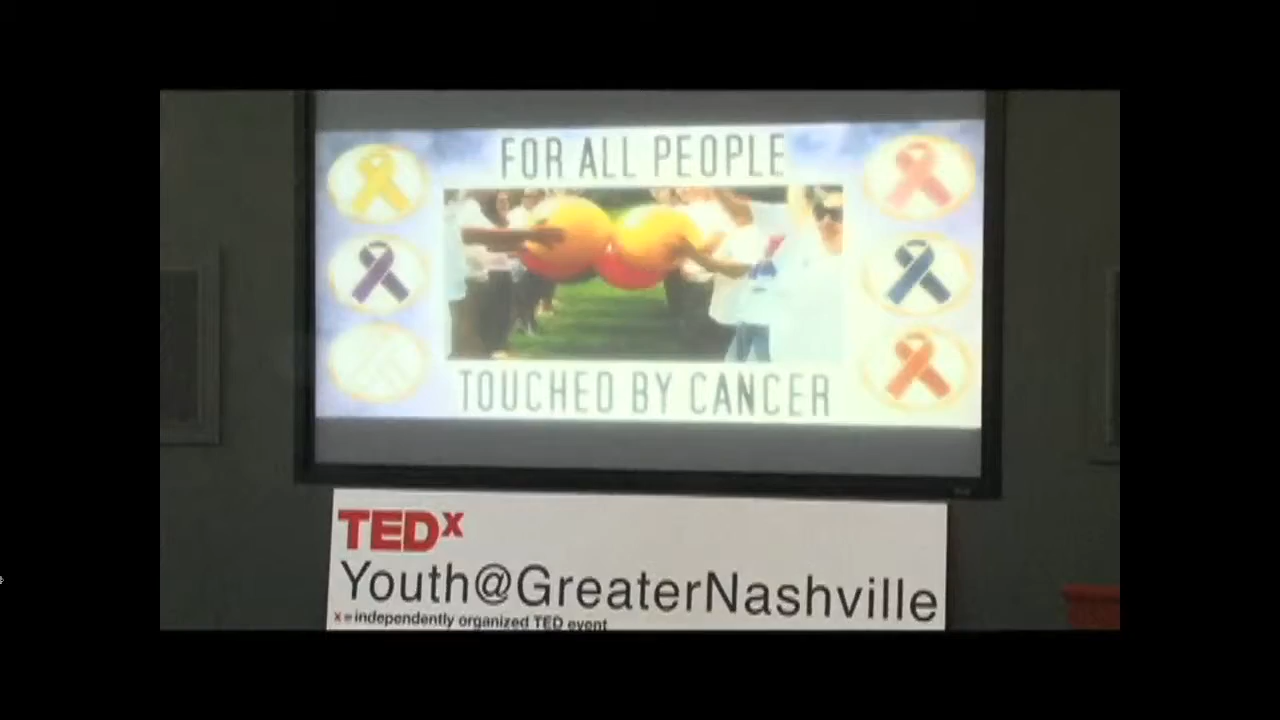 FOR ALL PEOPLE
TOUCHED BY CANCER
TEDx
Youth@GreaterNashville
x = independently organized TED event